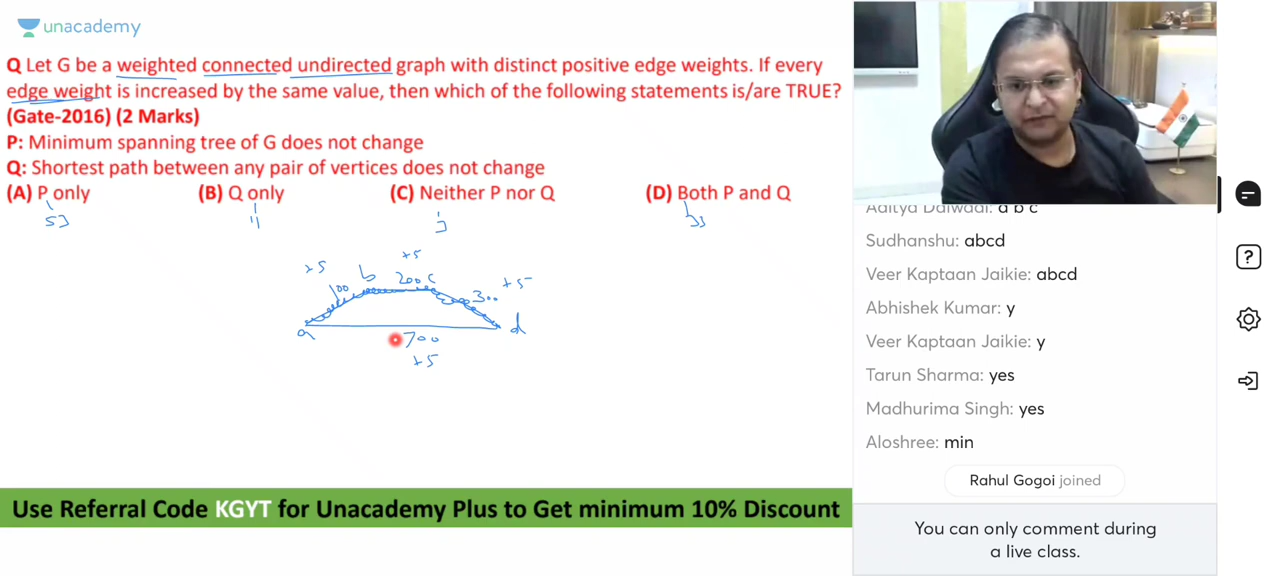 unacademy
Q Let G be a weighted connected undirected graph with distinct positive edge weights. If every
edge weight is increased by the same value, then which of the following statements is/are TRUE?
(Gate-2016) (2 Marks)
P: Minimum spanning tree of G does not change
Q: Shortest path between any pair of vertices does not change
(A) P only (B) Q only (C) Neither P nor Q (D) Both P and Q
53 11
+5 b +5
100 200 c 300 +5
a d
700
+5
Use Referral Code KGYT for Unacademy Plus to Get minimum 10% Discount
Aditya Dalwadi: a b c
Sudhanshu: abcd
Veer Kaptaan Jaikie: abcd
Abhishek Kumar: y
Veer Kaptaan Jaikie: y
Tarun Sharma: yes
Madhurima Singh: yes
Aloshree: min
Rahul Gogoi joined
You can only comment during
a live class.